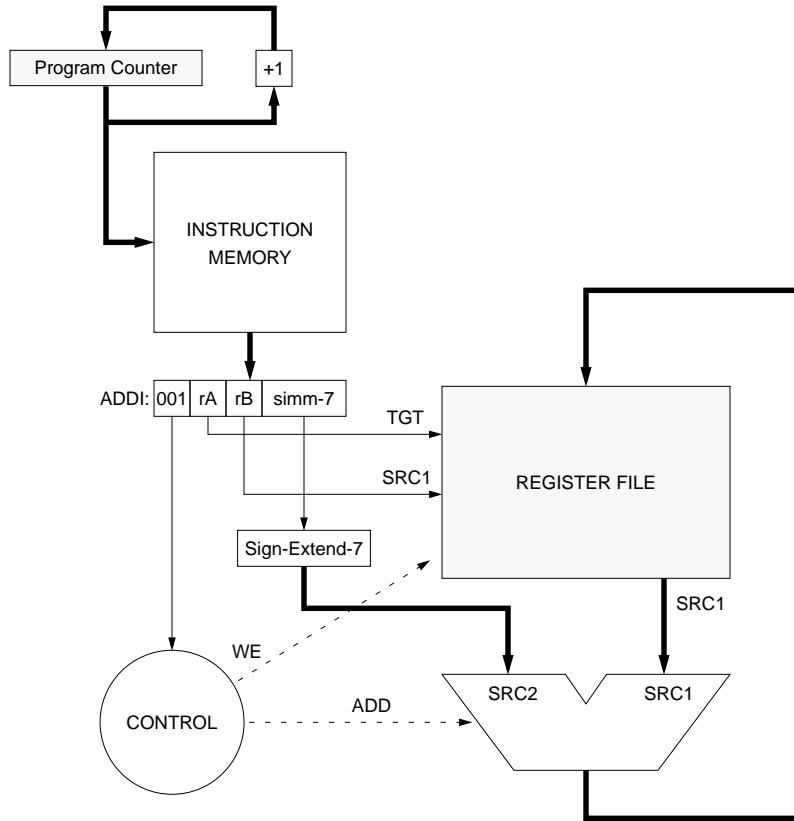 Program Counter
+1
INSTRUCTION
MEMORY
ADDI: 001 rA rB simm-7
TGT
SRC1
REGISTER FILE
Sign-Extend-7
SRC1
WE
SRC2 SRC1
ADD
CONTROL